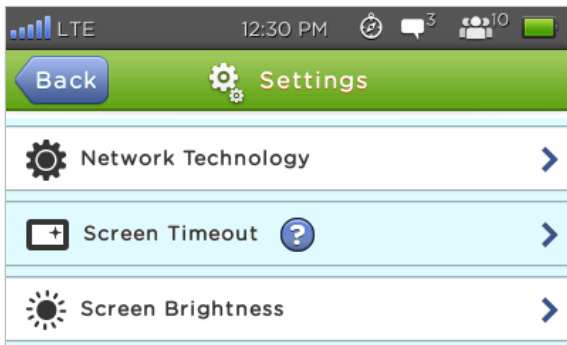 LTE 12:30 PM 3 10
Back Settings
Network Technology
Screen Timeout ?
Screen Brightness